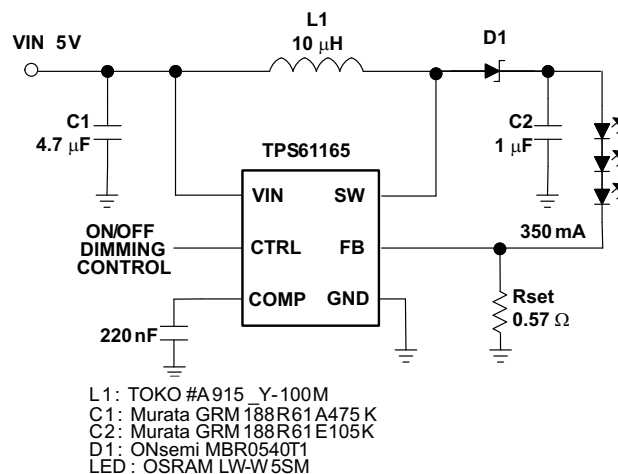 L1
10 μH
VIN 5V
D1
C1
4.7 μF
C2
1 μF
TPS61165
VIN SW
ON/OFF
DIMMING
CONTROL
CTRL FB
350 mA
COMP GND
220 nF
Rset
0.57 Ω
L1: TOKO #A915_Y-100M
C1: Murata GRM188R61A475K
C2: Murata GRM188R61E105K
D1: ONsemi MBR0540T1
LED: OSRAM LW-W5SM